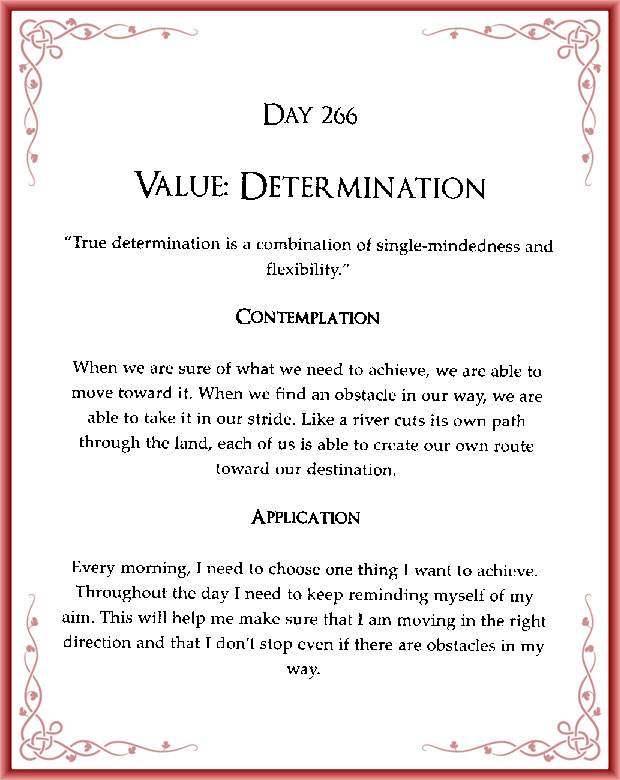 Day 266
Value: Determination
“True determination is a combination of single-mindedness and
flexibility.”
Contemplation
When we are sure of what we need to achieve, we are able to
move toward it. When we find an obstacle in our way, we are
able to take it in our stride. Like a river cuts its own path
through the land, each of us is able to create our own route
toward our destination.
Application
Every morning, I need to choose one thing I want to achieve.
Throughout the day I need to keep reminding myself of my
aim. This will help me make sure that I am moving in the right
direction and that I don't stop even if there are obstacles in my
way.